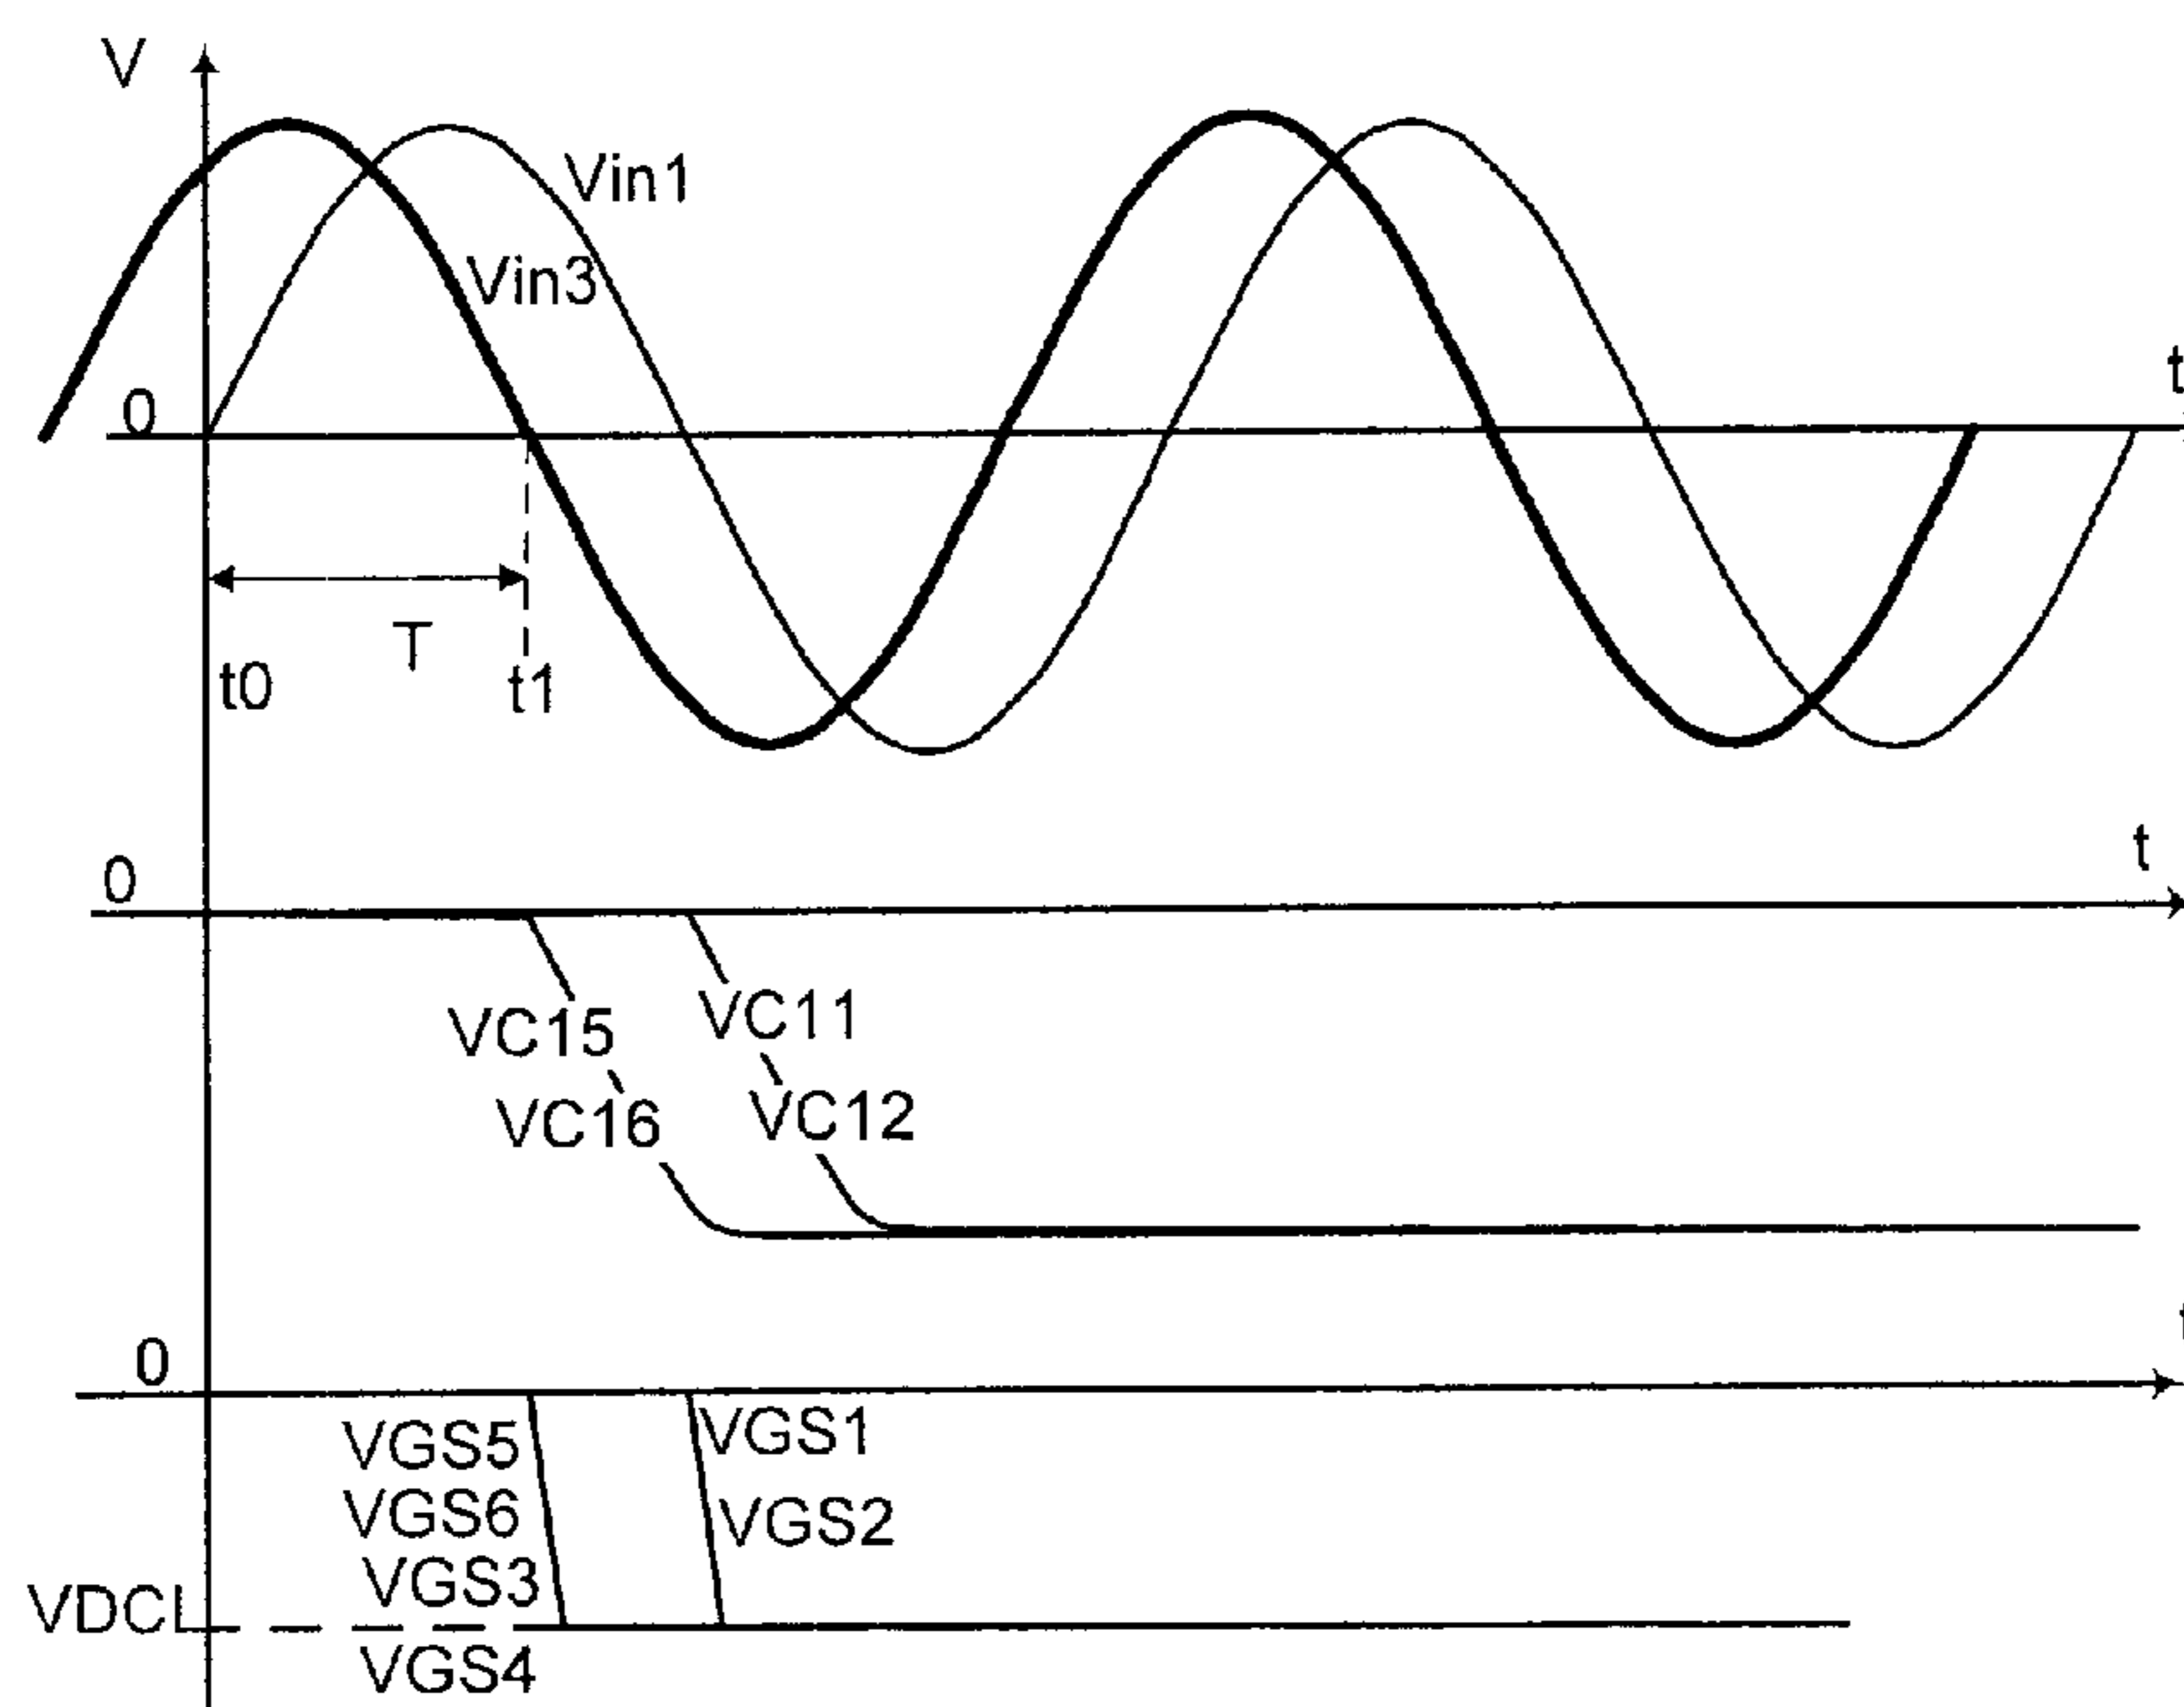 V
Vin1
Vin3
t
0
T
t0
t1
0
t
VC15
VC11
VC16
VC12
0
t
VGS5
VGS1
VGS6
VGS2
VGS3
VDCL
VGS4